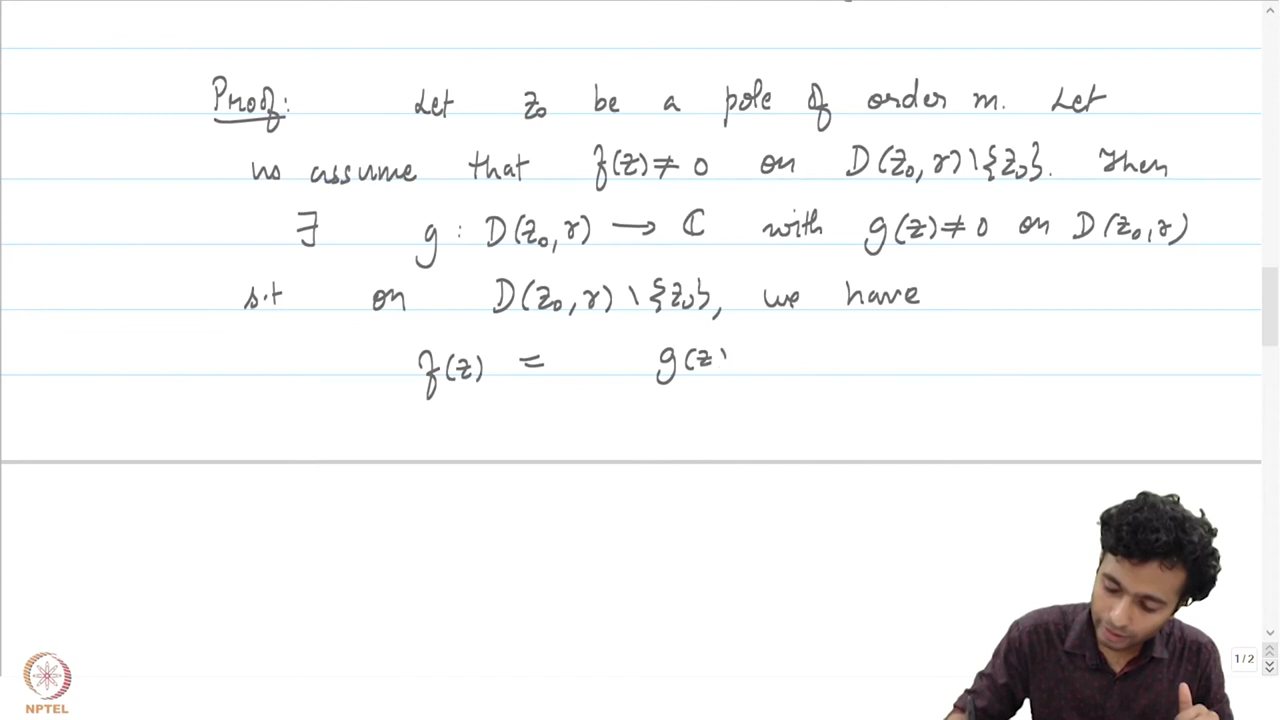 Proof: Let z₀ be a pole of order m. Let
us assume that f(z) ≠ 0 on D(z₀, r) \ {z₀}. Then
∃ g : D(z₀, r) ⟶ ℂ with g(z) ≠ 0 on D(z₀, r)
s.t on D(z₀, r) \ {z₀}, we have
f(z) = g(z)
1/2
NPTEL